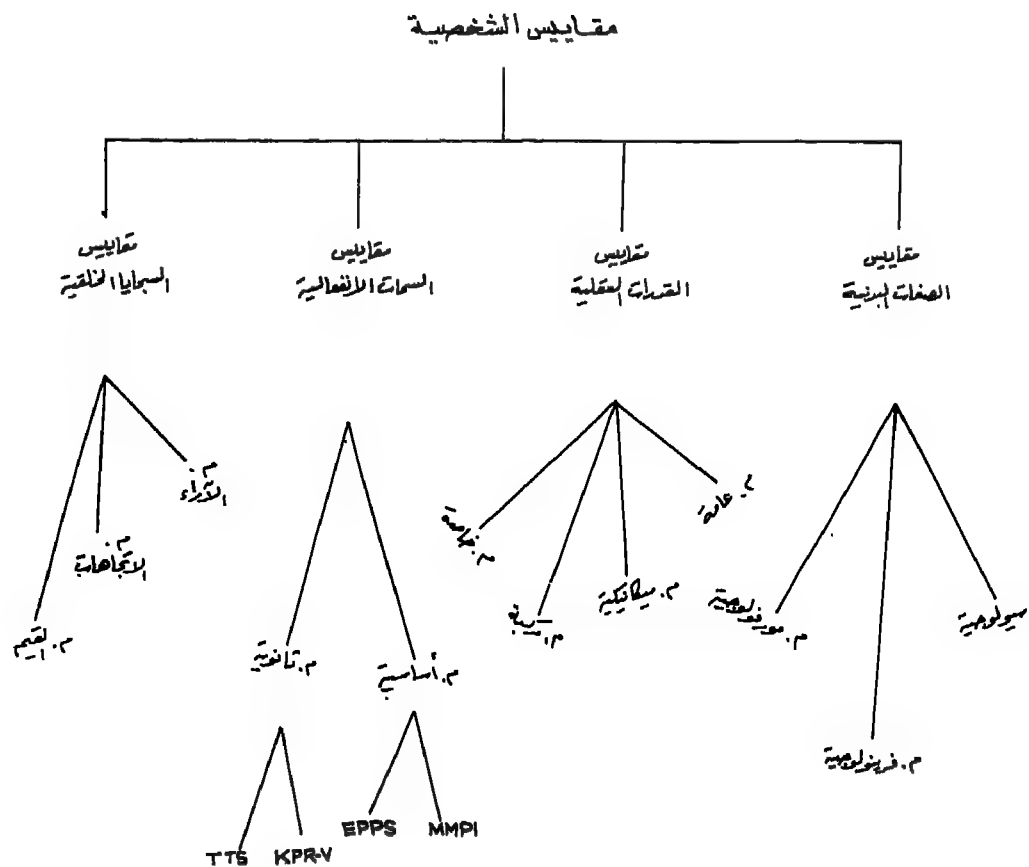 مقاييس الشخصية
مقاييس
الصفات البدنية
مقاييس
القدرات العقلية
مقاييس
السمات الانفعالية
مقاييس
السجايا الخلقية
م. مورفولوجية
م. فرينولوجية
م. عامة
م. ميكانيكية
م. خاصة
م. أساسية
م. ثانوية
م.
الآراء
م.
الاتجاهات
م. القيم
MMPI
EPPS
KPR-V
TTS